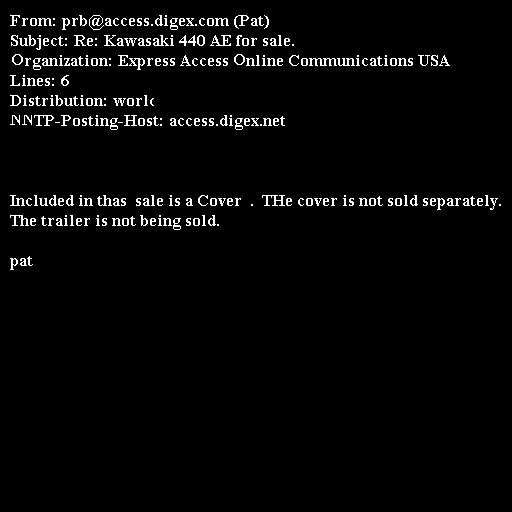 From: prb@access.digex.com (Pat)
Subject: Re: Kawasaki 440 AE for sale.
Organization: Express Access Online Communications USA
Lines: 6
Distribution: world
NNTP-Posting-Host: access.digex.net
Included in thas  sale is a Cover  .  THe cover is not sold separately.
The trailer is not being sold.
pat